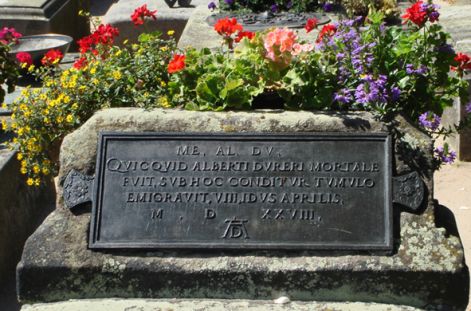 ME. AL. DV.
QVICQVID ALBERTI DVRERI MORTALE
FVIT, SVB HOC CONDITVR TVMVLO
EMIGRAVIT. VIII. IDVS APRILIS
M. D. XXVIII.
AD